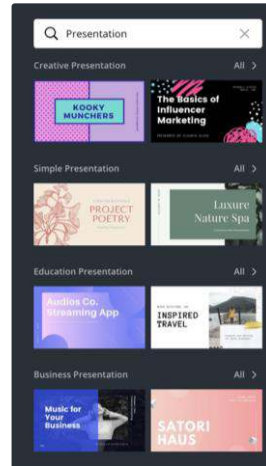 Presentation
Creative Presentation
All >
KOOKY
MUNCHERS
The Basics of
Influencer
Marketing
Simple Presentation
All >
PROJECT
POETRY
Luxure
Nature Spa
Education Presentation
All >
Audios Co.
Streaming App
INSPIRED
TRAVEL
Business Presentation
All >
Music for
Your
Business
SATORI
HAUS